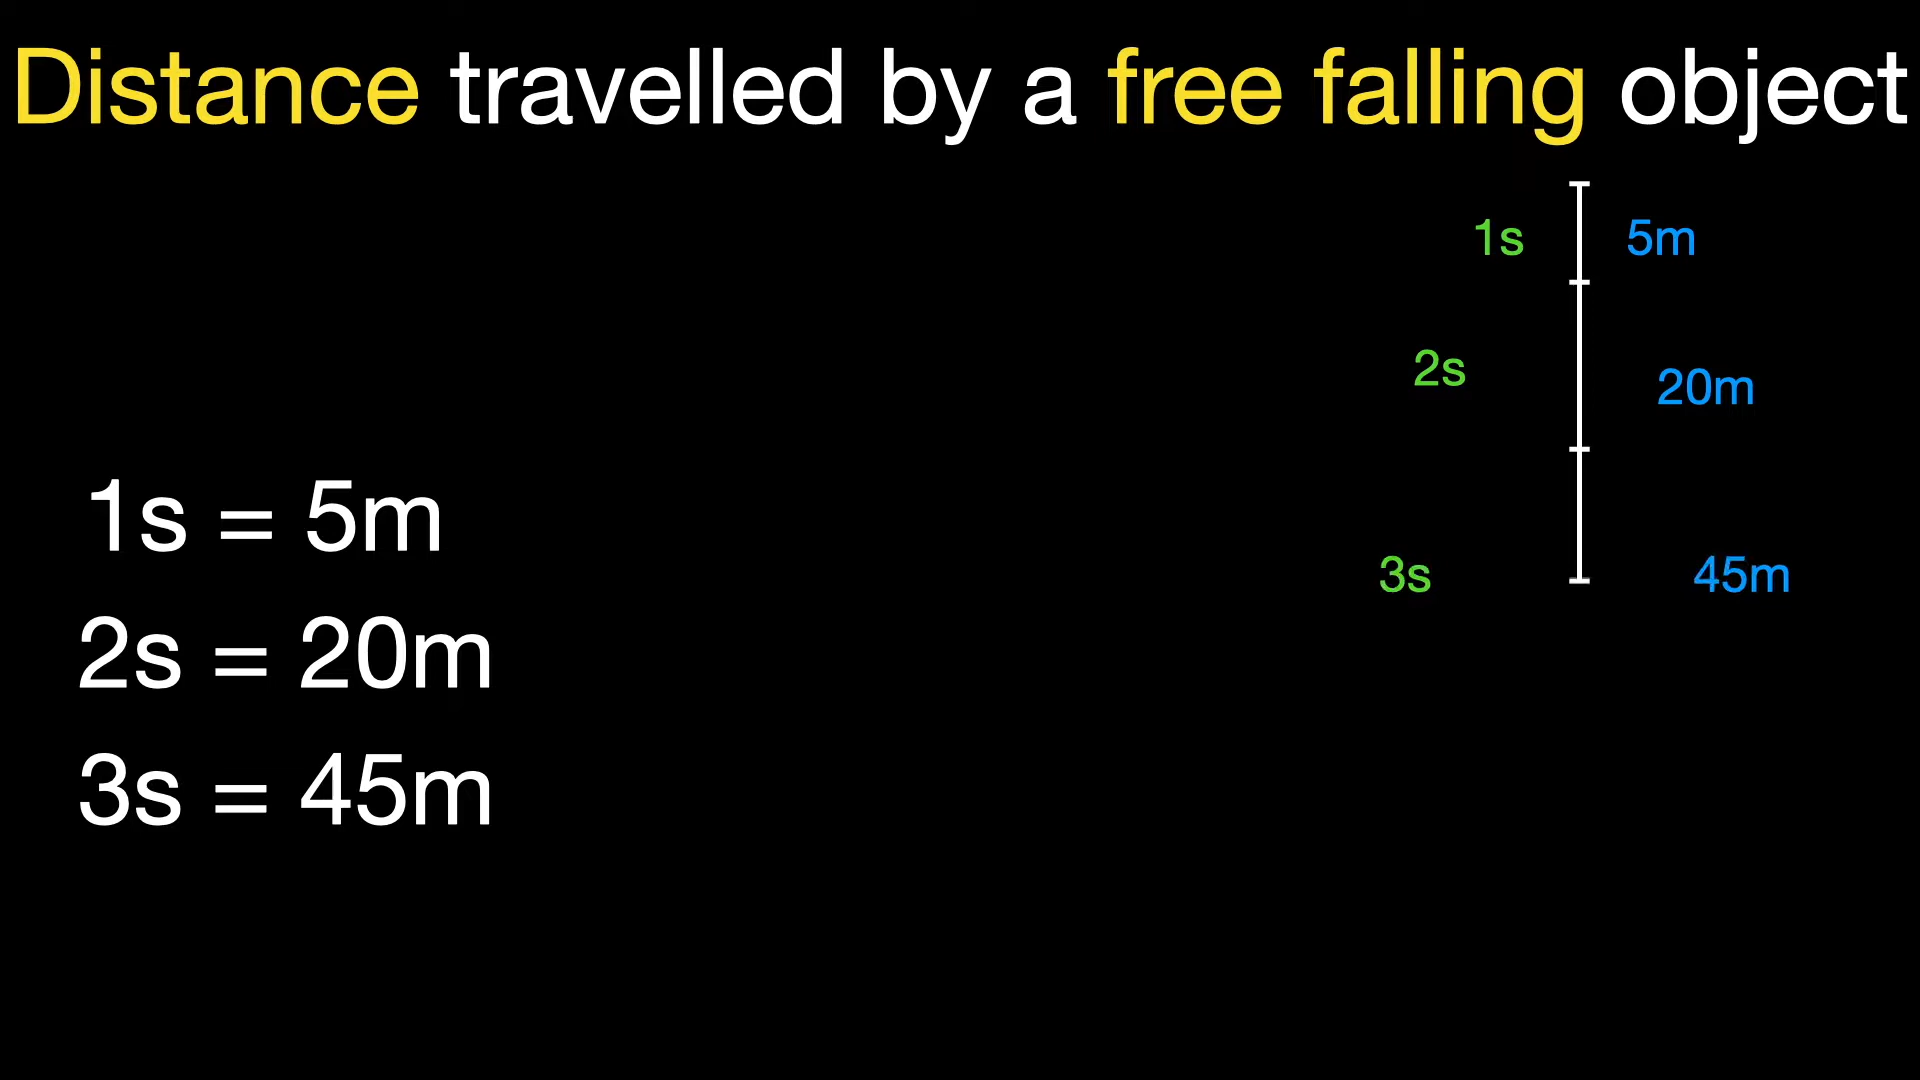 Distance travelled by a free falling object
1s 5m
2s 20m
1s = 5m
3s 45m
2s = 20m
3s = 45m